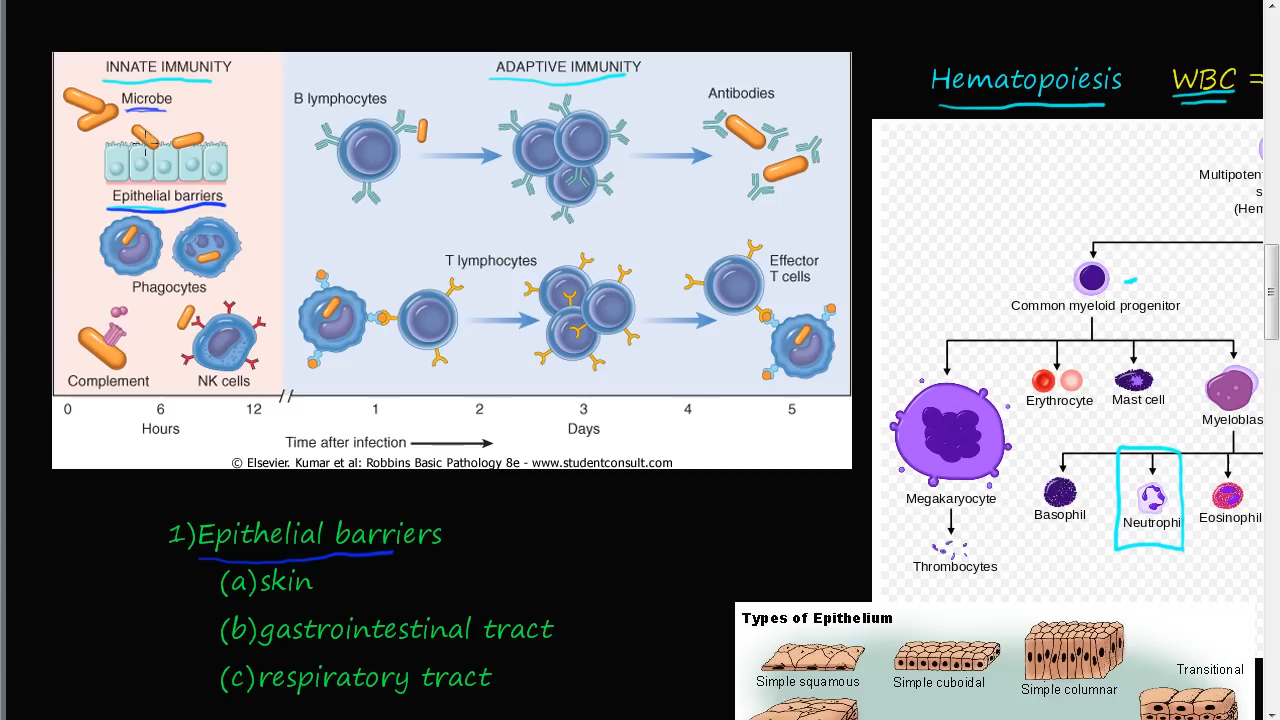 INNATE IMMUNITY
ADAPTIVE IMMUNITY
Microbe
B lymphocytes
Antibodies
Epithelial barriers
Phagocytes
T lymphocytes
Effector
T cells
Complement
NK cells
0 6 12 1 2 3 4 5
Hours
Days
Time after infection
© Elsevier. Kumar et al: Robbins Basic Pathology 8e - www.studentconsult.com
1)Epithelial barriers
(a)skin
(b)gastrointestinal tract
(c)respiratory tract
Hematopoiesis WBC =
Multipoten
s
(Hem
Common myeloid progenitor
Erythrocyte
Mast cell
Myeloblas
Megakaryocyte
Basophil
Neutrophi
Eosinophil
Thrombocytes
Types of Epithelium
Simple squamous
Simple cuboidal
Simple columnar
Transitional